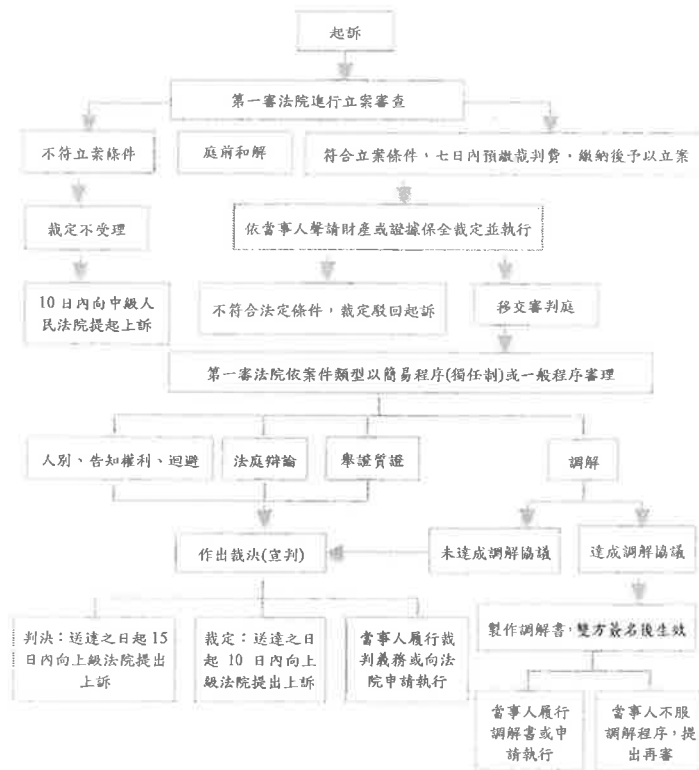 起訴
第一審法院進行立案審查
不符立案條件
庭前和解
符合立案條件，七日內預繳裁判費，繳納後予以立案
裁定不受理
依當事人聲請財產或證據保全裁定並執行
10日內向中級人
民法院提起上訴
不符合法定條件，裁定駁回起訴
移交審判庭
第一審法院依案件類型以簡易程序(獨任制)或一般程序審理
人別、告知權利、迴避
法庭辯論
舉證質證
調解
作出裁決(宣判)
未達成調解協議
達成調解協議
判決：送達之日起15
日內向上級法院提出
上訴
裁定：送達之日
起 10 日內向上
級法院提出上訴
當事人履行裁
判義務或向法
院申請執行
製作調解書，雙方簽名後生效
當事人履行
調解書或申
請執行
當事人不服
調解程序，提
出再審